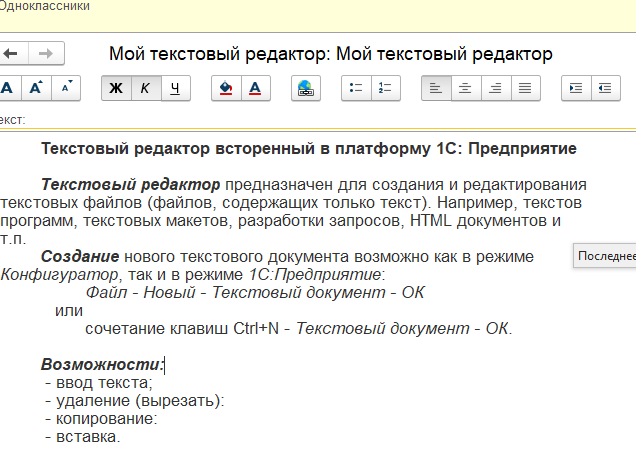 Одноклассники
Мой текстовый редактор: Мой текстовый редактор
А А А Ж К Ч А
екст:
Текстовый редактор всторенный в платформу 1С: Предприятие
Текстовый редактор предназначен для создания и редактирования
текстовых файлов (файлов, содержащих только текст). Например, текстов
программ, текстовых макетов, разработки запросов, HTML документов и
т.п.
Создание нового текстового документа возможно как в режиме
Конфигуратор, так и в режиме 1С:Предприятие:
Последнее
Файл - Новый - Текстовый документ - ОК
или
сочетание клавиш Ctrl+N - Текстовый документ - ОК.
Возможности:
- ввод текста;
- удаление (вырезать):
- копирование:
- вставка.